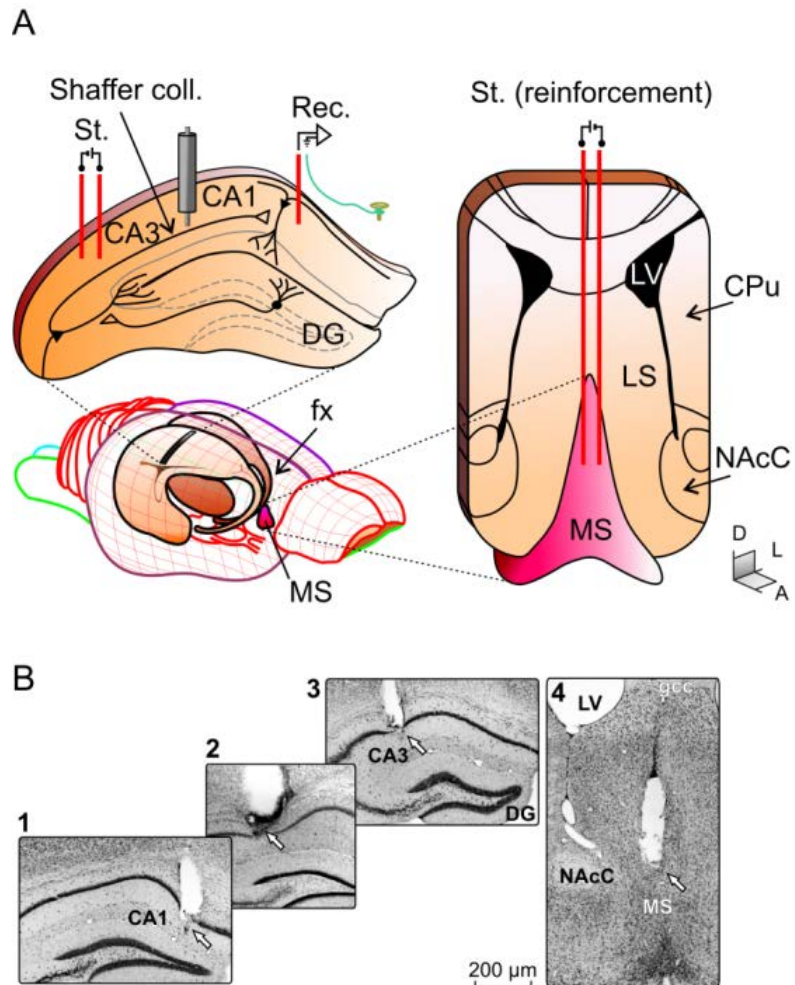 A
Shaffer coll.
St.
Rec.
CA1
CA3
DG
fx
MS
St. (reinforcement)
LV
CPu
LS
NAcC
MS
D
L
A
B
1
CA1
2
3
CA3
DG
4
gcc
LV
NAcC
MS
200 µm